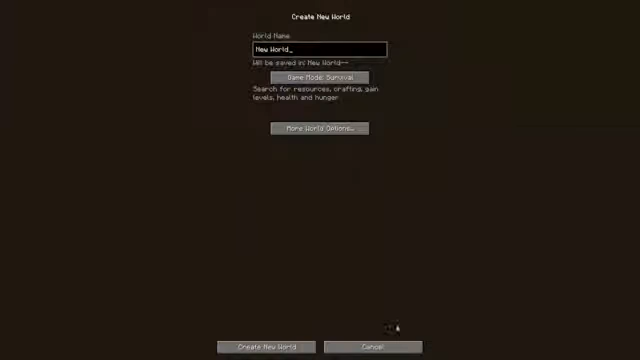 Create New World
World Name
New World_
Will be saved in: New World--
Game Mode: Survival
Search for resources, crafting, gain
levels, health and hunger
More World Options...
Create New World
Cancel